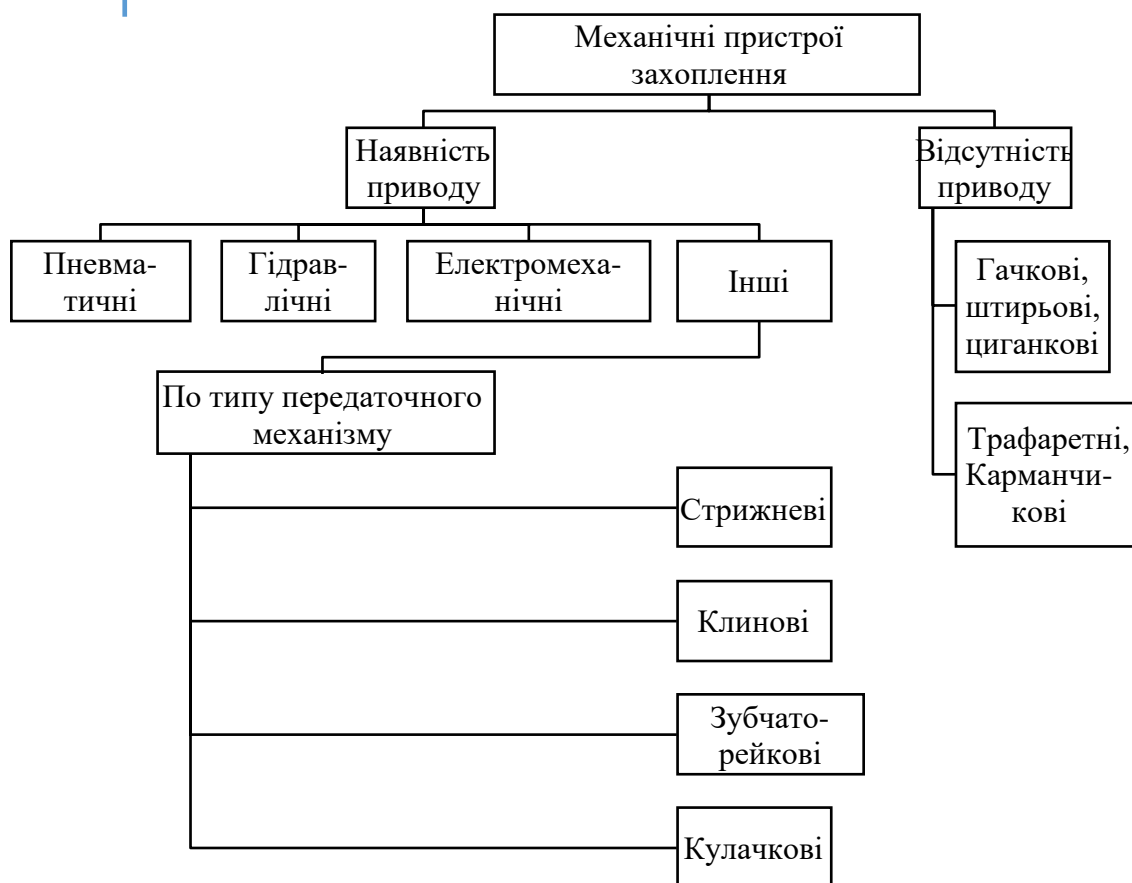 Механічні пристрої
захоплення
Наявність
приводу
Відсутність
приводу
Пневма-
тичні
Гідрав-
лічні
Електромеха-
нічні
Інші
Гачкові,
штирьові,
циганкові
По типу передаточного
механізму
Трафаретні,
Карманчи-
кові
Стрижневі
Клинові
Зубчато-
рейкові
Кулачкові